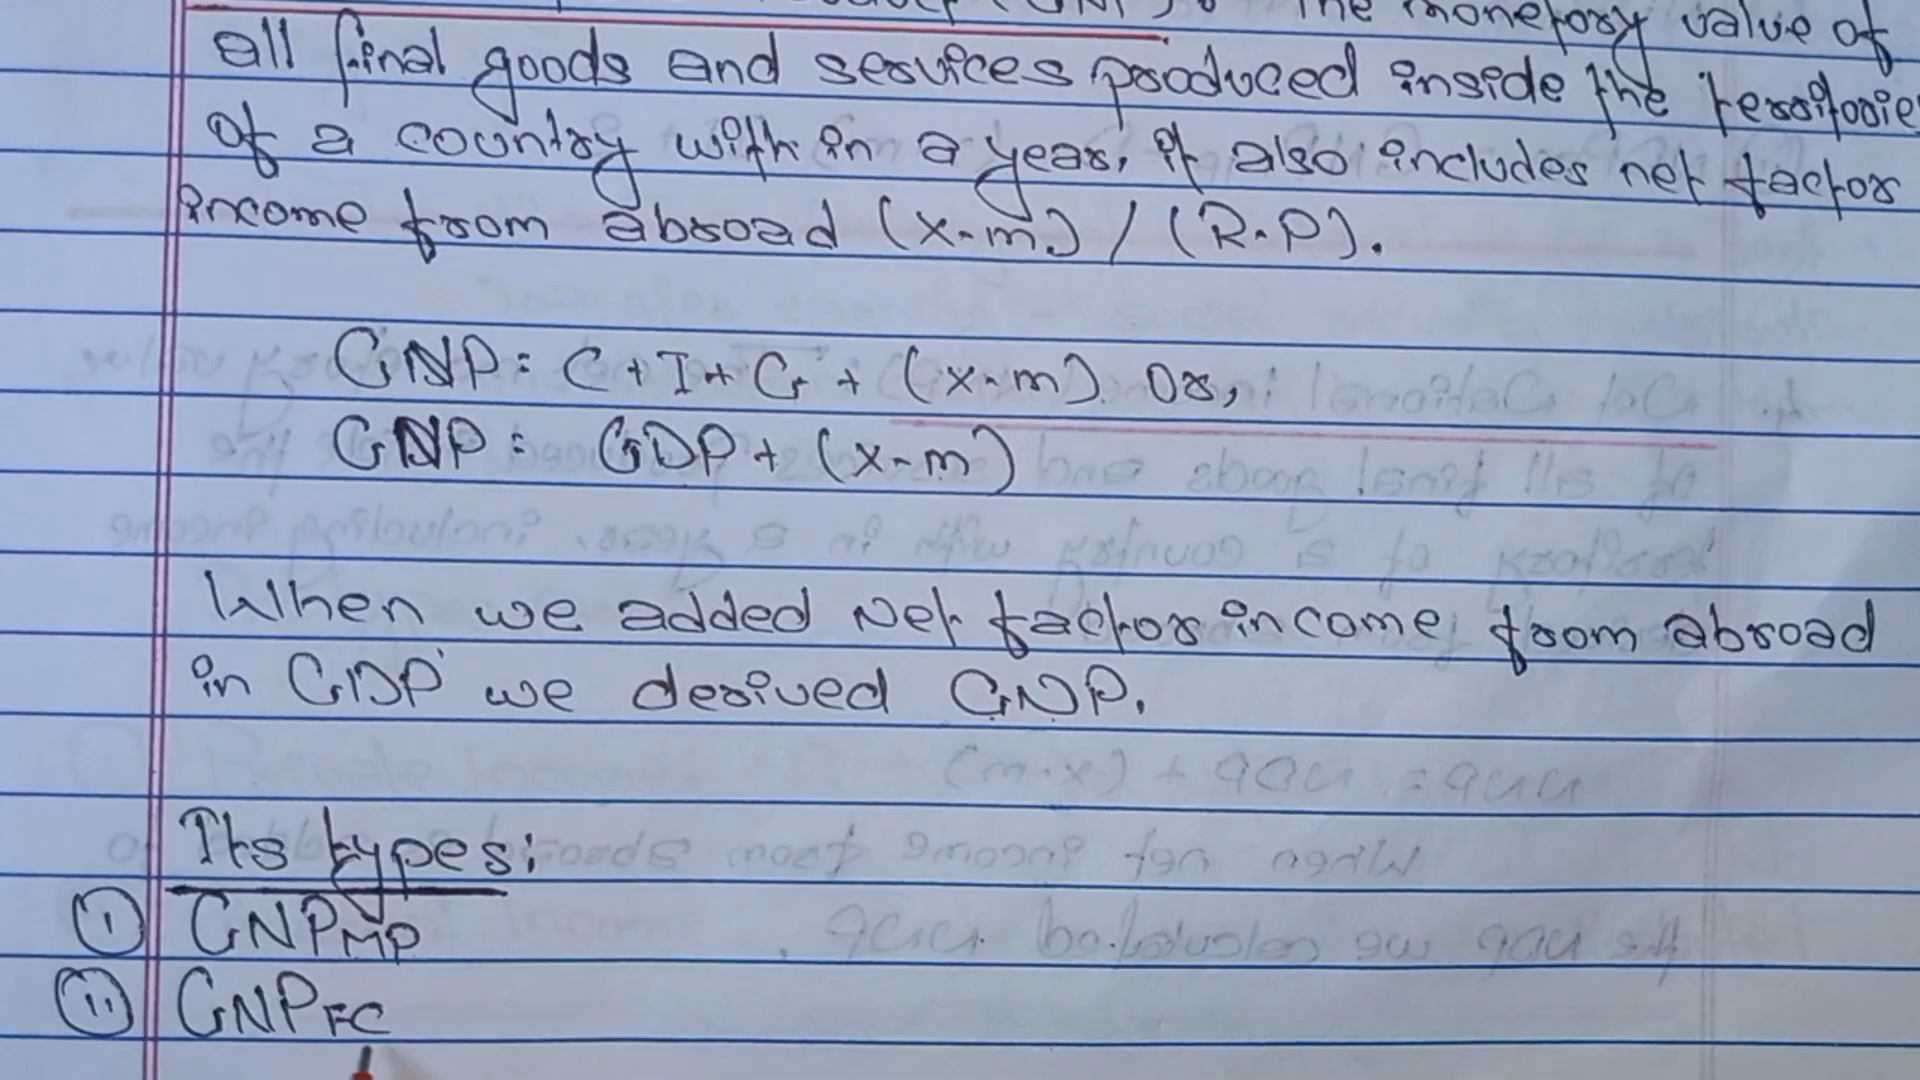 The monetory value of
all final goods and services produced inside the territorie
of a country with in a year, it also includes net factor
income from abroad (x-m) / (R-P).
GNP = C + I + G + (x-m) Or,
GNP = GDP + (x-m)
When we added Net factor income from abroad
in GDP we derived GNP.
Its types:
(i) GNPMP
(ii) GNPFC